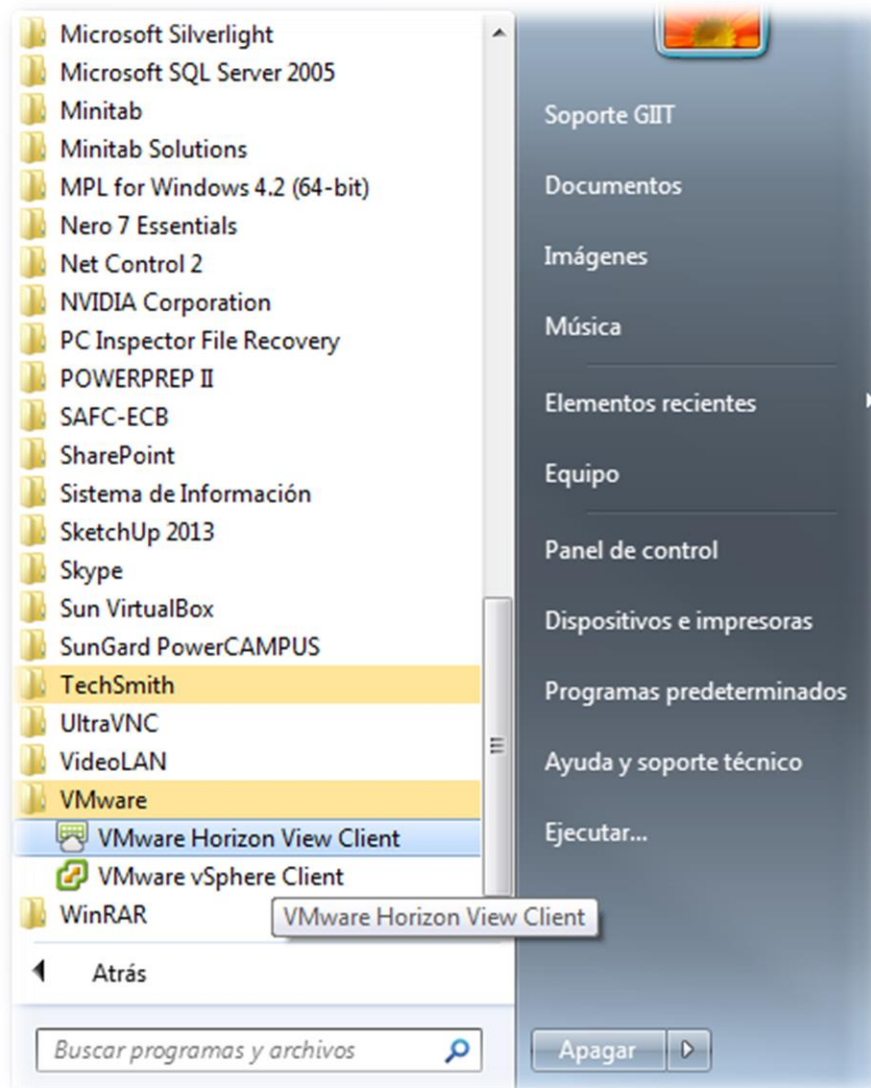 Microsoft Silverlight
Microsoft SQL Server 2005
Minitab
Minitab Solutions
MPL for Windows 4.2 (64-bit)
Nero 7 Essentials
Net Control 2
NVIDIA Corporation
PC Inspector File Recovery
POWERPREP II
SAFC-ECB
SharePoint
Sistema de Información
SketchUp 2013
Skype
Sun VirtualBox
SunGard PowerCAMPUS
TechSmith
UltraVNC
VideoLAN
VMware
VMware Horizon View Client
VMware vSphere Client
WinRAR
VMware Horizon View Client
Atrás
Buscar programas y archivos
Soporte GIIT
Documentos
Imágenes
Música
Elementos recientes
Equipo
Panel de control
Dispositivos e impresoras
Programas predeterminados
Ayuda y soporte técnico
Ejecutar...
Apagar